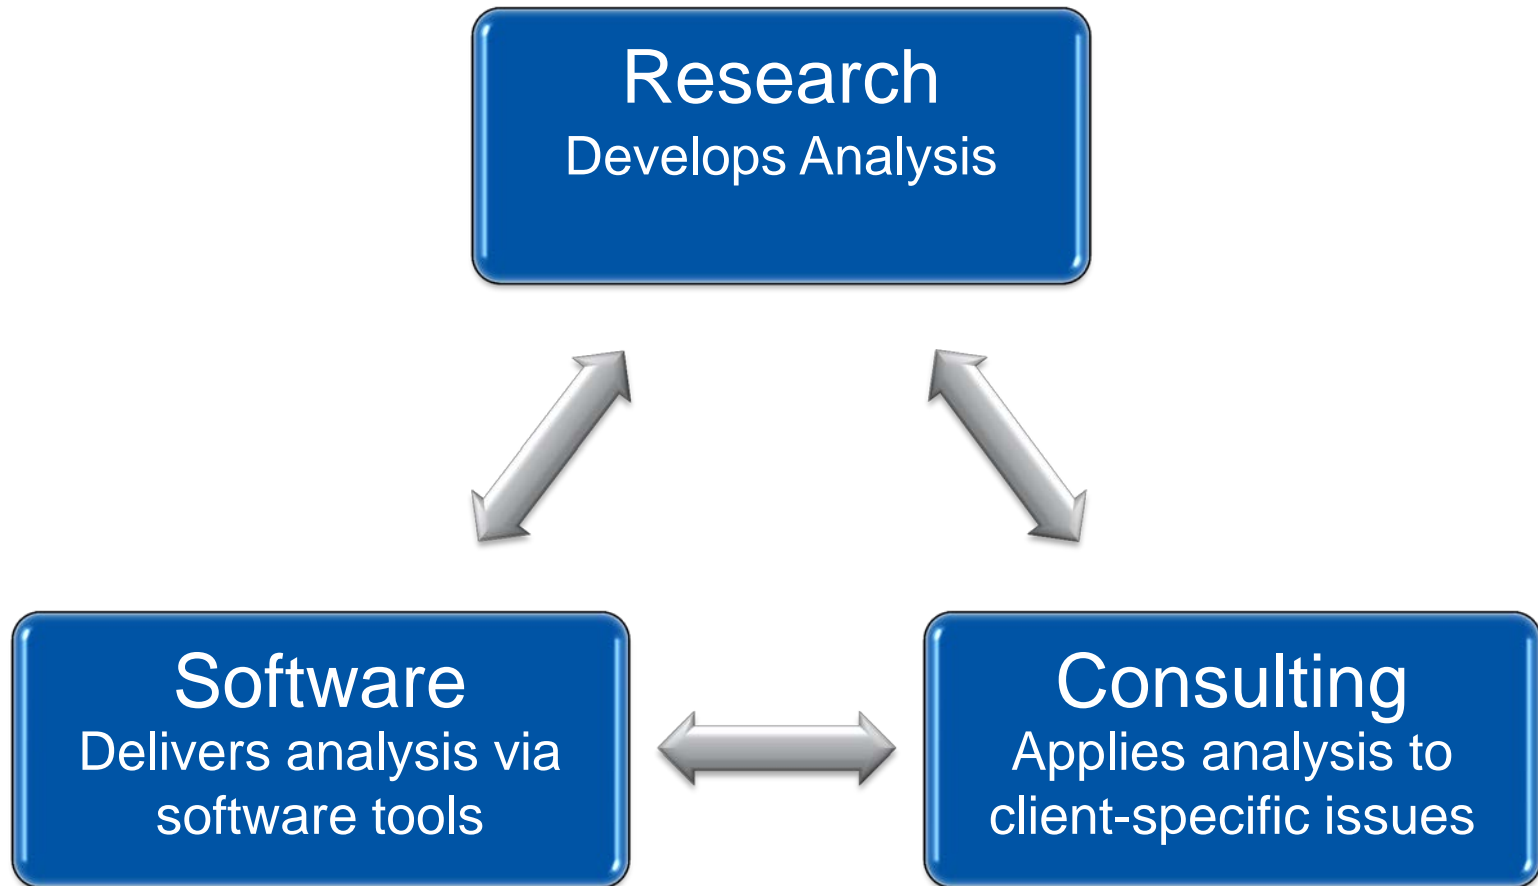 Research
Develops Analysis
Software
Delivers analysis via
software tools
Consulting
Applies analysis to
client-specific issues